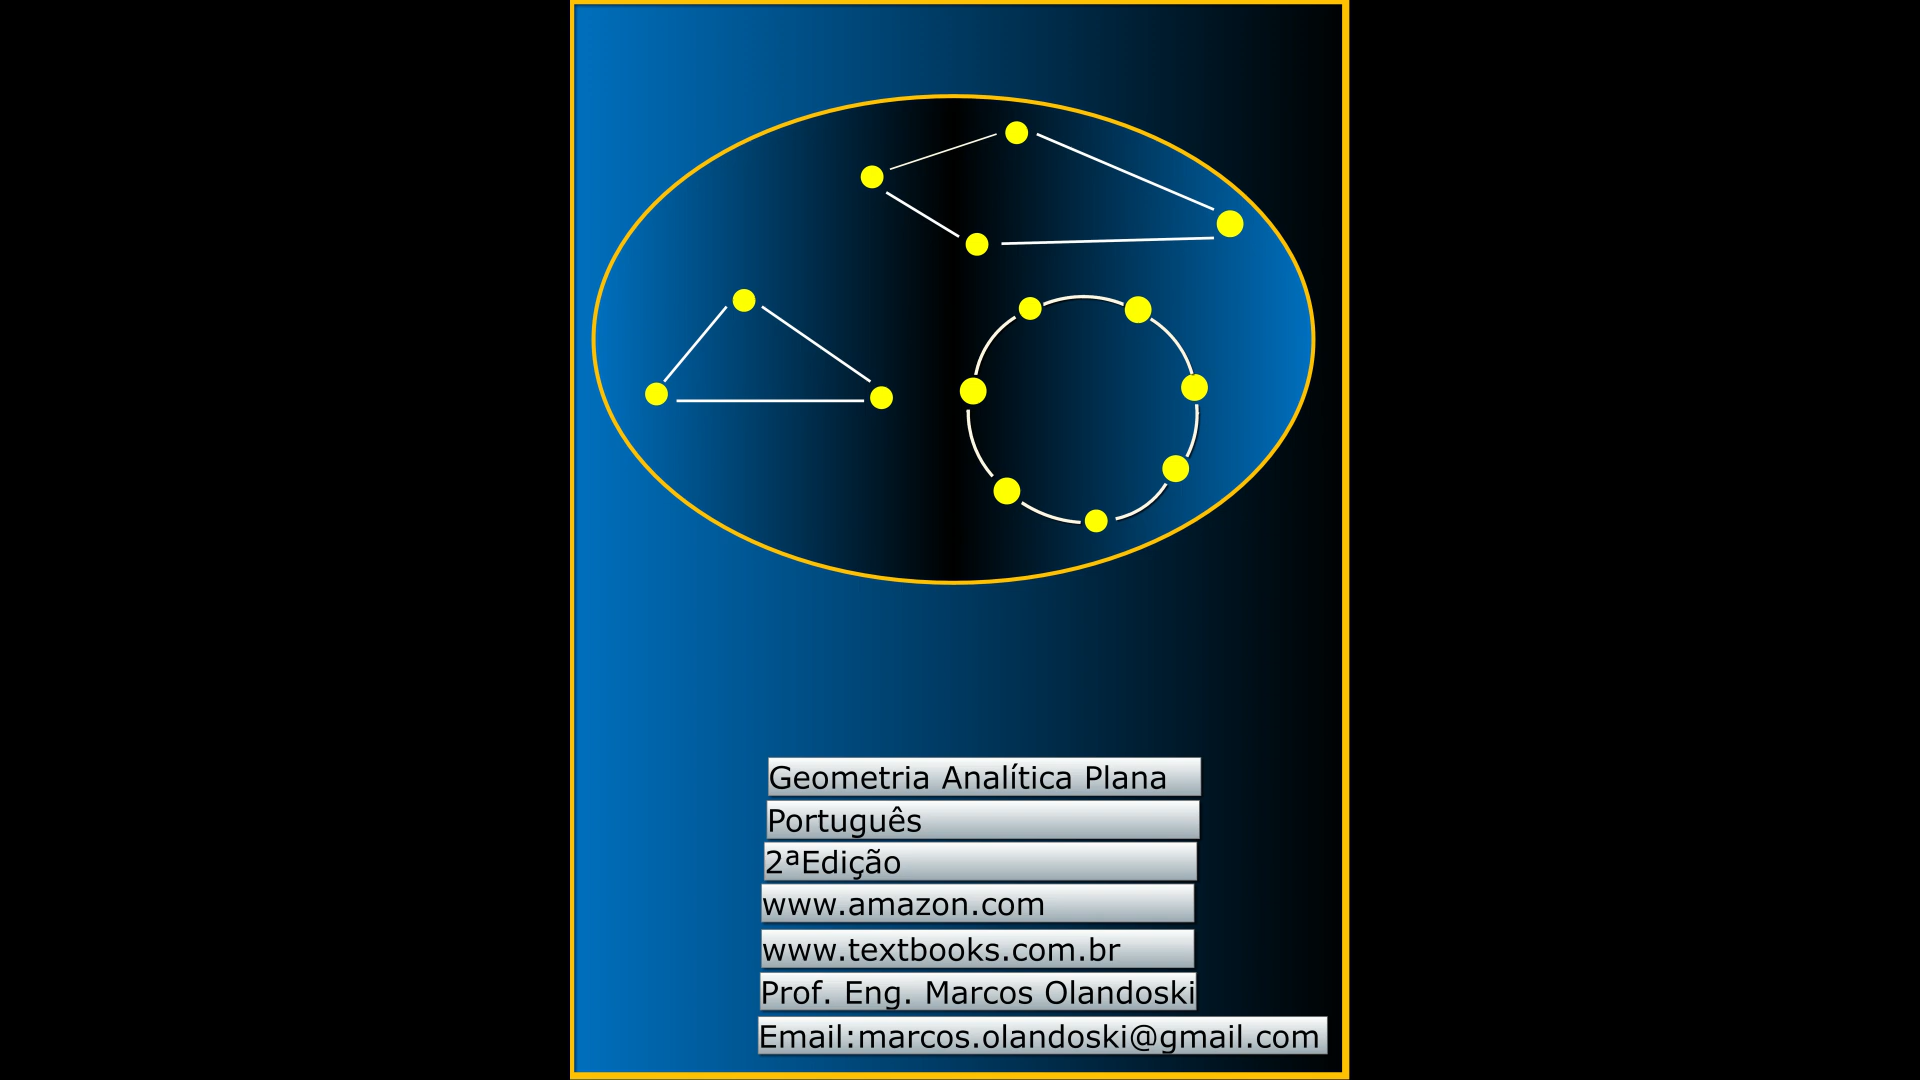 Geometria Analítica Plana
Português
2ªEdição
www.amazon.com
www.textbooks.com.br
Prof. Eng. Marcos Olandoski
Email:marcos.olandoski@gmail.com